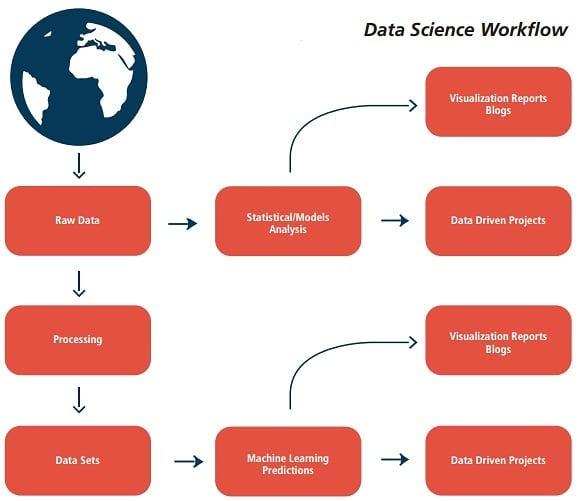 Data Science Workflow
Visualization Reports
Blogs
Raw Data
Statistical/Models
Analysis
Data Driven Projects
Processing
Visualization Reports
Blogs
Data Sets
Machine Learning
Predictions
Data Driven Projects